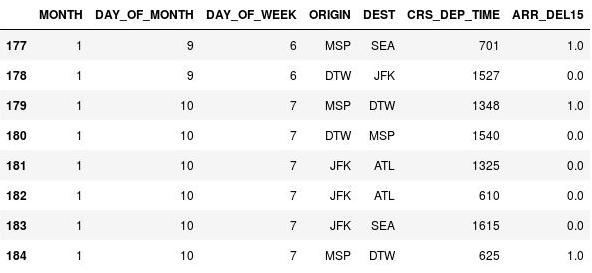 MONTH DAY_OF_MONTH DAY_OF_WEEK ORIGIN DEST CRS_DEP_TIME ARR_DEL15
177 1 9 6 MSP SEA 701 1.0
178 1 9 6 DTW JFK 1527 0.0
179 1 10 7 MSP DTW 1348 1.0
180 1 10 7 DTW MSP 1540 0.0
181 1 10 7 JFK ATL 1325 0.0
182 1 10 7 JFK ATL 610 0.0
183 1 10 7 JFK SEA 1615 0.0
184 1 10 7 MSP DTW 625 1.0